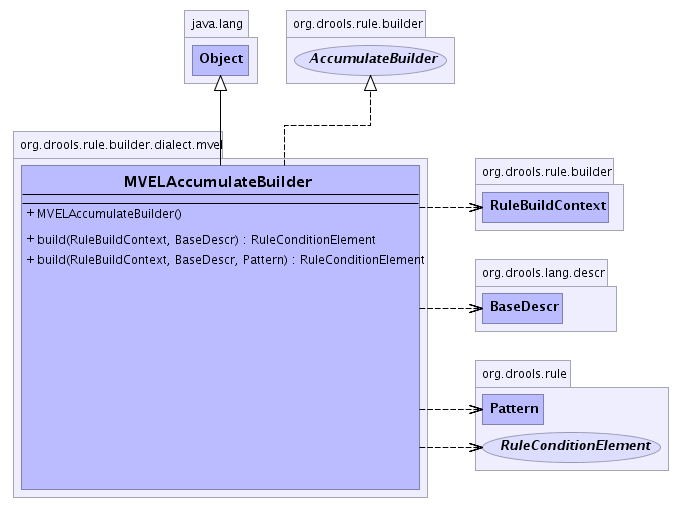 java.lang
Object
org.drools.rule.builder
AccumulateBuilder
org.drools.rule.builder.dialect.mvel
MVELAccumulateBuilder
+ MVELAccumulateBuilder()
+ build(RuleBuildContext, BaseDescr) : RuleConditionElement
+ build(RuleBuildContext, BaseDescr, Pattern) : RuleConditionElement
org.drools.rule.builder
RuleBuildContext
org.drools.lang.descr
BaseDescr
org.drools.rule
Pattern
RuleConditionElement